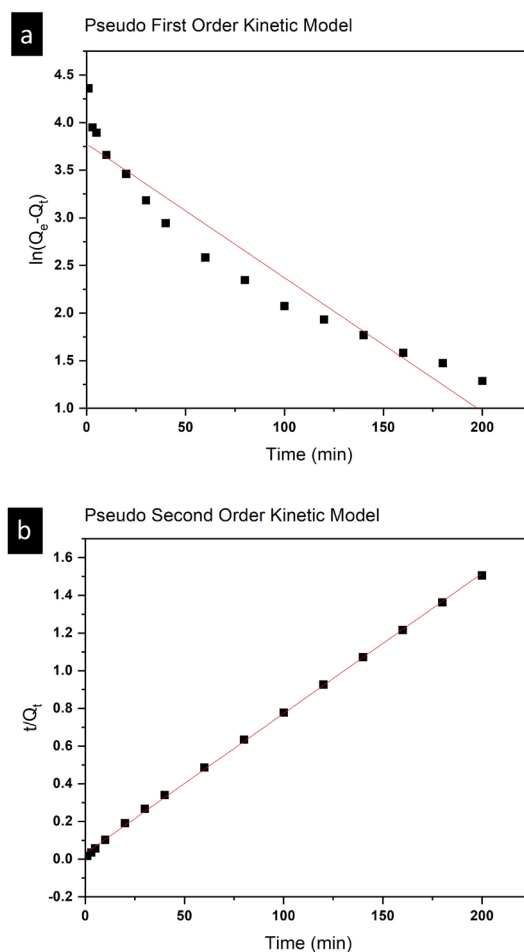 a
Pseudo First Order Kinetic Model
4.5
4.0
3.5
3.0
2.5
2.0
1.5
1.0
ln(Qe-Qt)
0 50 100 150 200
Time (min)
b
Pseudo Second Order Kinetic Model
1.6
1.4
1.2
1.0
0.8
0.6
0.4
0.2
0.0
-0.2
t/Qt
0 50 100 150 200
Time (min)